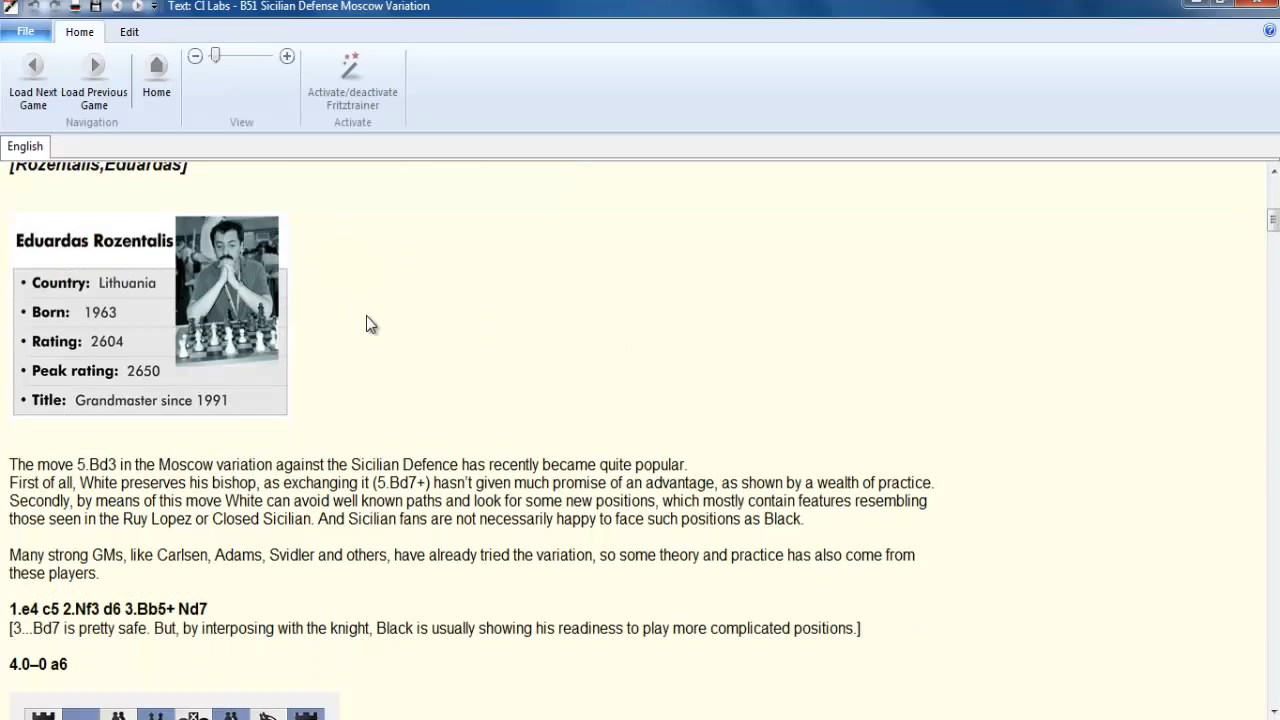 Text: CI Labs - B51 Sicilian Defense Moscow Variation
File Home Edit
Load Next Game
Load Previous Game
Home
Activate/deactivate Fritztrainer
Navigation View Activate
English
[Rozentalis,Eduardas]
Eduardas Rozentalis
• Country: Lithuania
• Born: 1963
• Rating: 2604
• Peak rating: 2650
• Title: Grandmaster since 1991
The move 5.Bd3 in the Moscow variation against the Sicilian Defence has recently became quite popular.
First of all, White preserves his bishop, as exchanging it (5.Bd7+) hasn't given much promise of an advantage, as shown by a wealth of practice.
Secondly, by means of this move White can avoid well known paths and look for some new positions, which mostly contain features resembling
those seen in the Ruy Lopez or Closed Sicilian. And Sicilian fans are not necessarily happy to face such positions as Black.
Many strong GMs, like Carlsen, Adams, Svidler and others, have already tried the variation, so some theory and practice has also come from
these players.
1.e4 c5 2.Nf3 d6 3.Bb5+ Nd7
[3...Bd7 is pretty safe. But, by interposing with the knight, Black is usually showing his readiness to play more complicated positions.]
4.0–0 a6